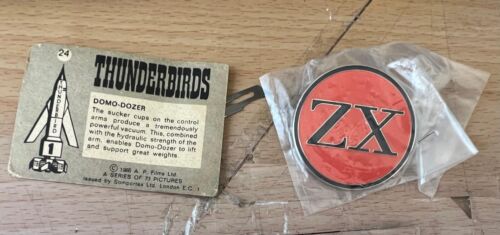 24
THUNDERBIRDS
THUNDERBIRD
1
DOMO-DOZER
The sucker cups on the control
arms produce a tremendously
powerful vacuum. This, combined
with the hydraulic strength of the
arm, enables Domo-Dozer to lift
and support great weights.
© 1966 A. P. Films Ltd.
A SERIES OF 73 PICTURES
Issued by Somportex Ltd. London E.C. 1
ZX